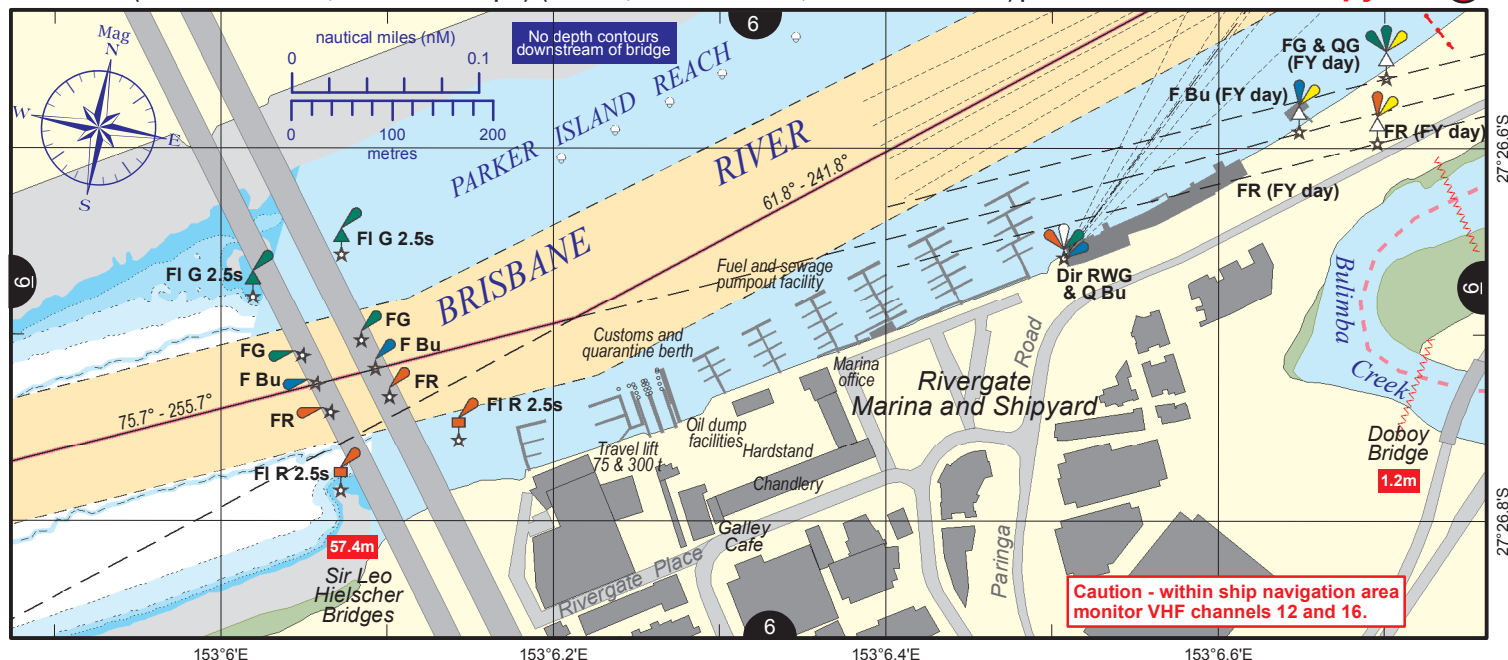 6
Mag
N
W
E
S
nautical miles (nM)
0
0.1
0
100
200
metres
No depth contours
downstream of bridge
PARKER ISLAND REACH
BRISBANE
RIVER
61.8° - 241.8°
75.7° - 255.7°
FG & QG
(FY day)
F Bu (FY day)
FR (FY day)
FR (FY day)
27°26.6'S
Fl G 2.5s
Fl G 2.5s
6
6
FG
F Bu
FR
FG
F Bu
FR
Fl R 2.5s
Fl R 2.5s
Fuel and sewage
pumpout facility
Dir RWG
& Q Bu
Customs and
quarantine berth
Marina
office
Rivergate
Marina and Shipyard
Road
Paringa
Bulimba
Creek
Oil dump
facilities
Travel lift
75 & 300 t
Hardstand
Chandlery
Galley
Cafe
Rivergate Place
Doboy
Bridge
1.2m
57.4m
Sir Leo
Hielscher
Bridges
27°26.8'S
Caution - within ship navigation area
monitor VHF channels 12 and 16.
6
153°6'E
153°6.2'E
153°6.4'E
153°6.6'E